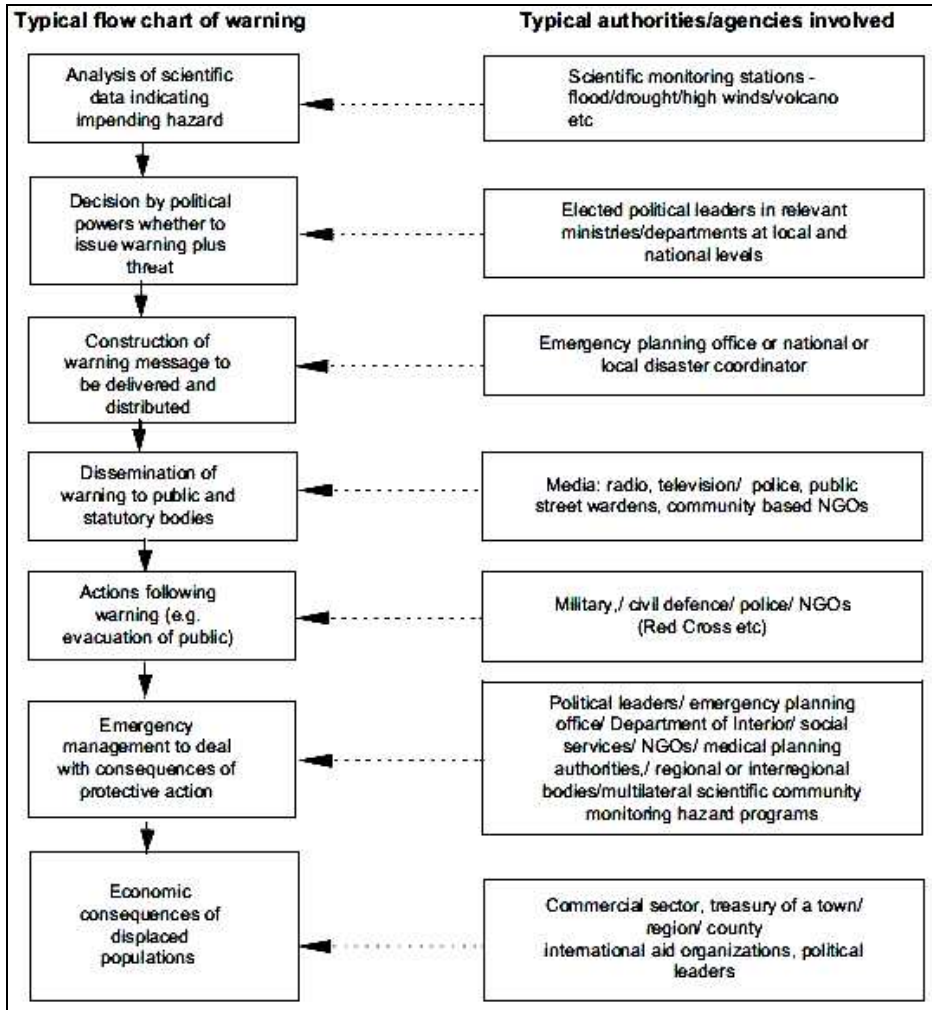 Typical flow chart of warning
Typical authorities/agencies involved
Analysis of scientific
data indicating
impending hazard
Scientific monitoring stations -
flood/drought/high winds/volcano
etc
Decision by political
powers whether to
issue warning plus
threat
Elected political leaders in relevant
ministries/departments at local and
national levels
Construction of
warning message to
be delivered and
distributed
Emergency planning office or national or
local disaster coordinator
Dissemination of
warning to public and
statutory bodies
Media: radio, television/ police, public
street wardens, community based NGOs
Actions following
warning (e.g.
evacuation of public)
Military,/ civil defence/ police/ NGOs
(Red Cross etc)
Emergency
management to deal
with consequences of
protective action
Political leaders/ emergency planning
office/ Department of Interior/ social
services/ NGOs/ medical planning
authorities,/ regional or interregional
bodies/multilateral scientific community
monitoring hazard programs
Economic
consequences of
displaced
populations
Commercial sector, treasury of a town/
region/ county
international aid organizations, political
leaders